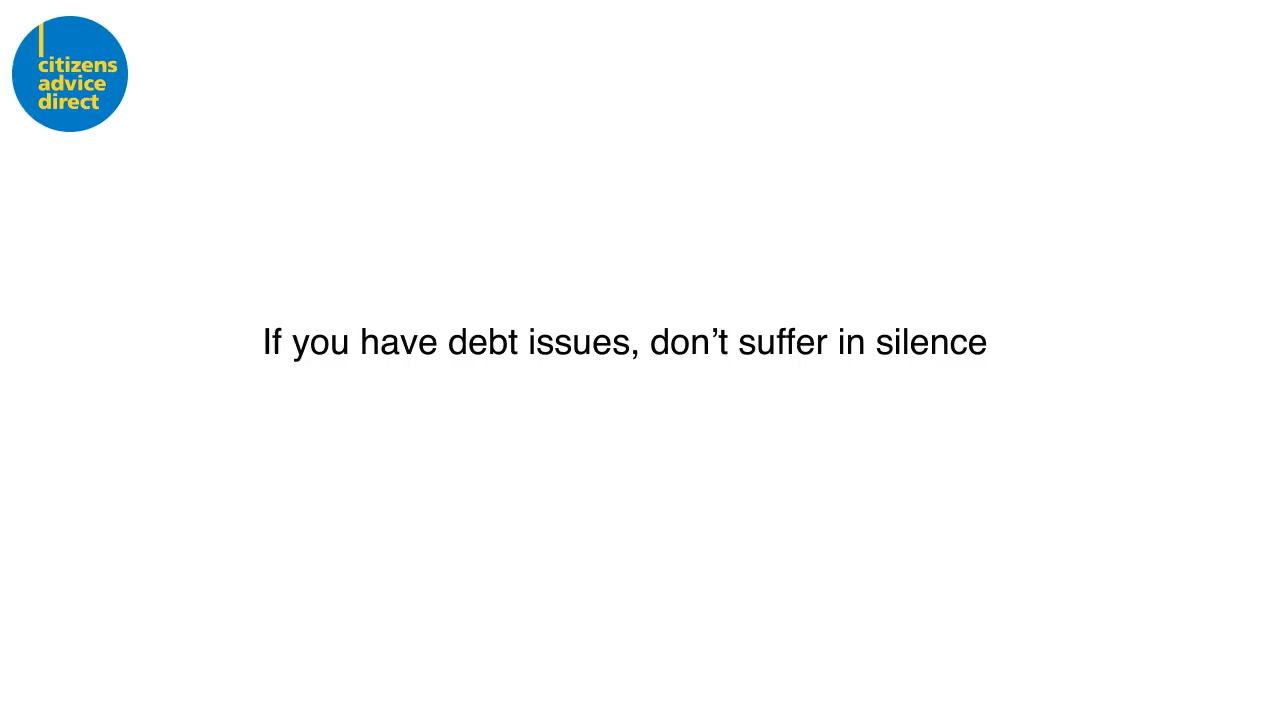 citizens
advice
direct
If you have debt issues, don’t suffer in silence